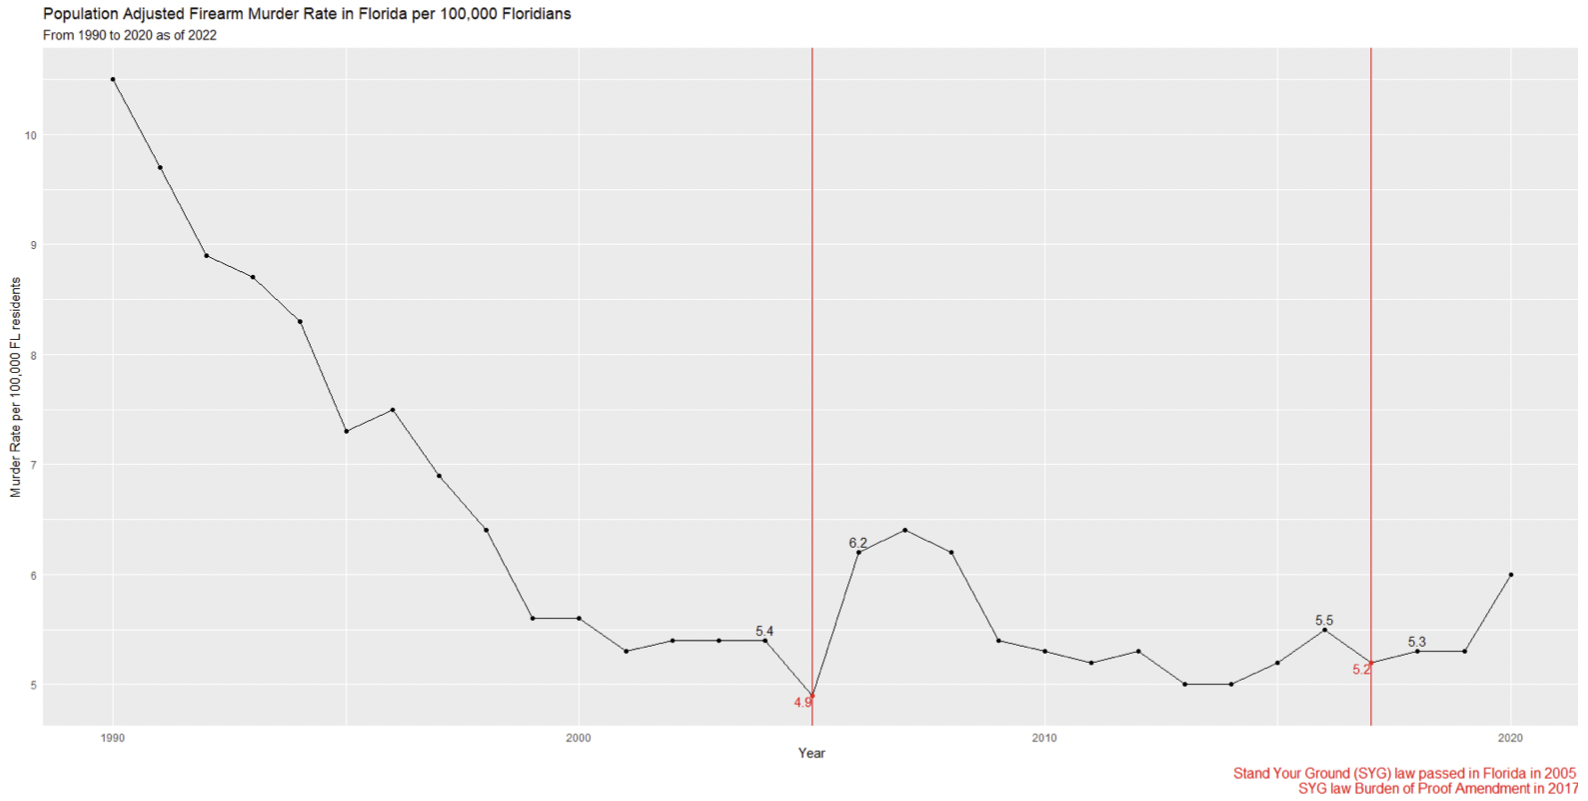 Population Adjusted Firearm Murder Rate in Florida per 100,000 Floridians
From 1990 to 2020 as of 2022
Murder Rate per 100,000 FL residents
10
9
8
7
6
5
5.4
4.9
6.2
5.5
5.2
5.3
1990
2000
2010
2020
Year
Stand Your Ground (SYG) law passed in Florida in 2005
SYG law Burden of Proof Amendment in 2017